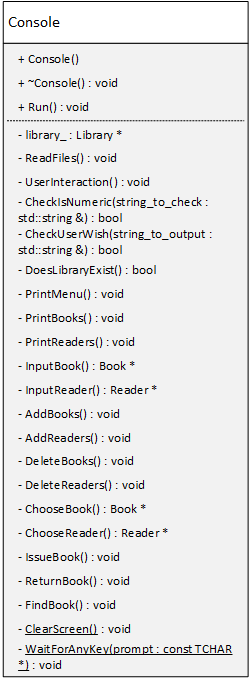 Console
+ Console()
+ ~Console() : void
+ Run() : void
- library_ : Library *
- ReadFiles() : void
- UserInteraction() : void
- CheckIsNumeric(string_to_check :
std::string &) : bool
- CheckUserWish(string_to_output :
std::string &) : bool
- DoesLibraryExist() : bool
- PrintMenu() : void
- PrintBooks() : void
- PrintReaders() : void
- InputBook() : Book *
- InputReader() : Reader *
- AddBooks() : void
- AddReaders() : void
- DeleteBooks() : void
- DeleteReaders() : void
- ChooseBook() : Book *
- ChooseReader() : Reader *
- IssueBook() : void
- ReturnBook() : void
- FindBook() : void
- ClearScreen() : void
- WaitForAnyKey(prompt : const TCHAR
*) : void